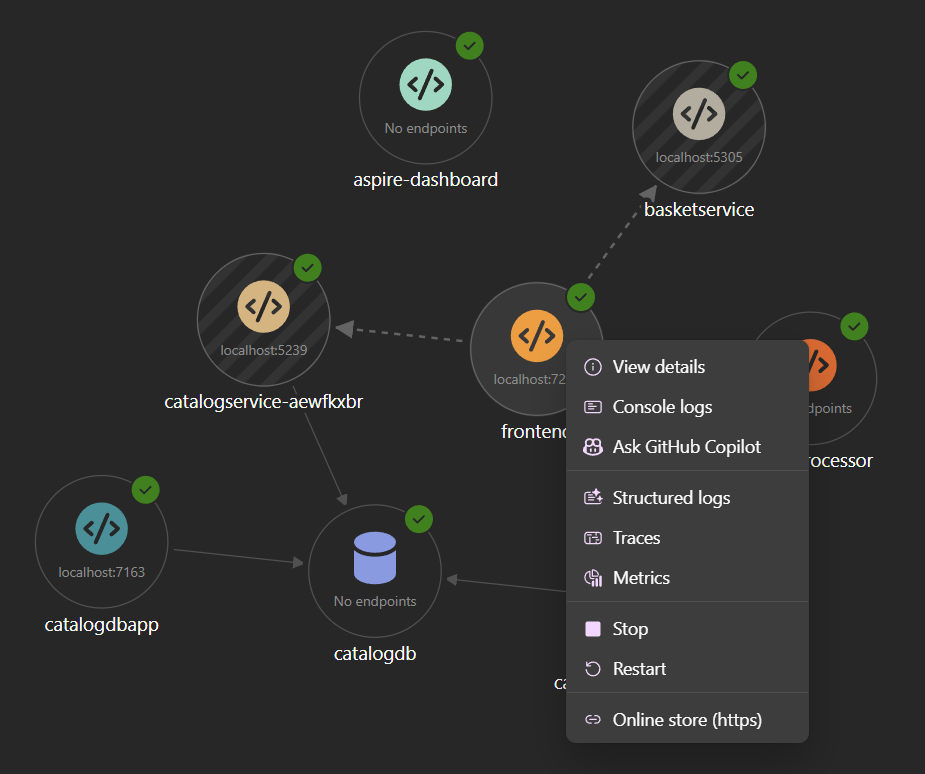 No endpoints
aspire-dashboard
localhost:5305
basketservice
localhost:5239
catalogservice-aewfkxbr
localhost:72
frontend
dpoints
rocessor
View details
Console logs
Ask GitHub Copilot
Structured logs
Traces
Metrics
Stop
Restart
Online store (https)
localhost:7163
catalogdbapp
No endpoints
catalogdb
ca